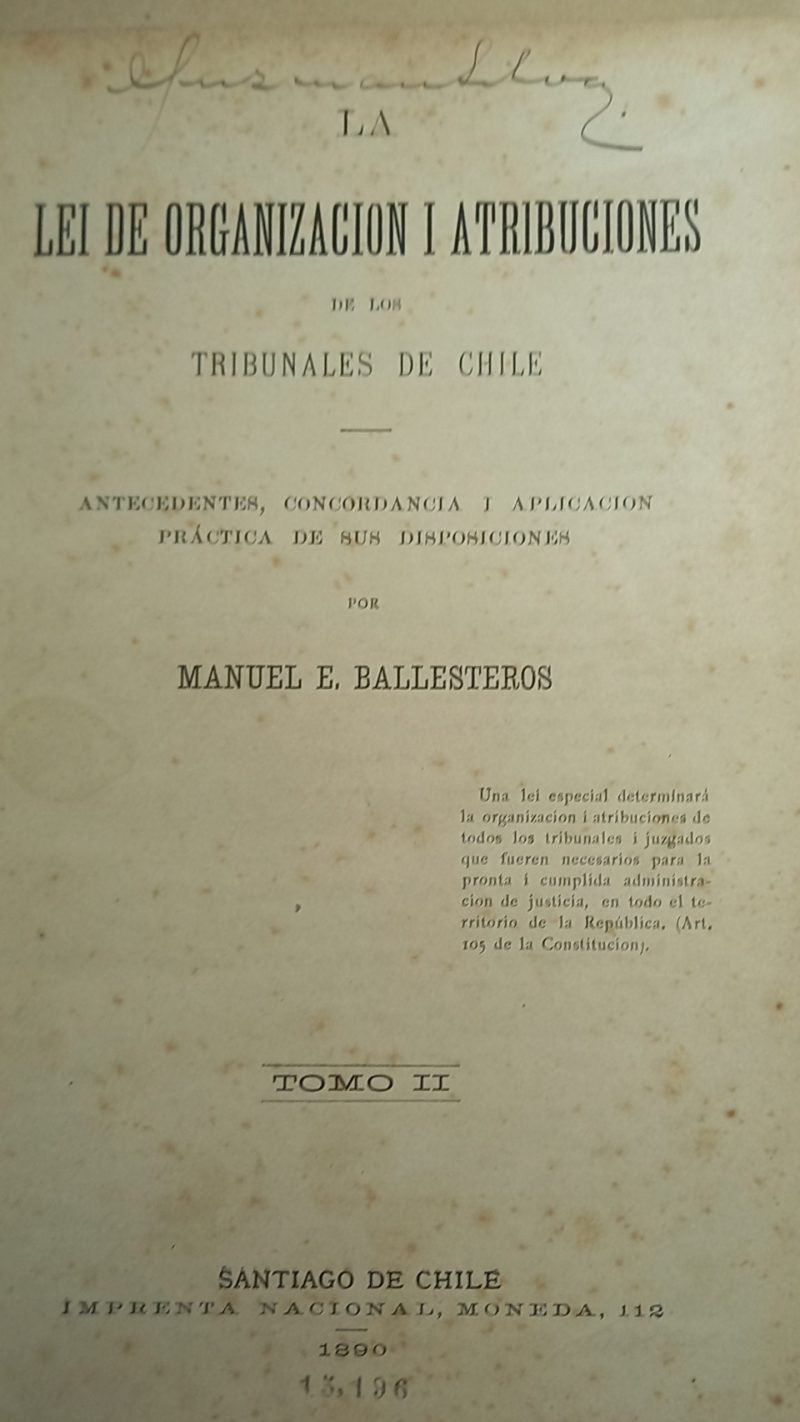 LA
LEI DE ORGANIZACION I ATRIBUCIONES
DE LOS
TRIBUNALES DE CHILE
ANTECEDENTES, CONCORDANCIA I APLICACION
PRÁCTICA DE SUS DISPOSICIONES
POR
MANUEL E. BALLESTEROS
Una lei especial determinará
la organizacion i atribuciones de
todos los tribunales i juzgados
que fueren necesarios para la
pronta i cumplida administra-
cion de justicia, en todo el te-
rritorio de la República. (Art.
105 de la Constitucion).
TOMO II
SANTIAGO DE CHILE
IMPRENTA NACIONAL, MONEDA, 112
1890